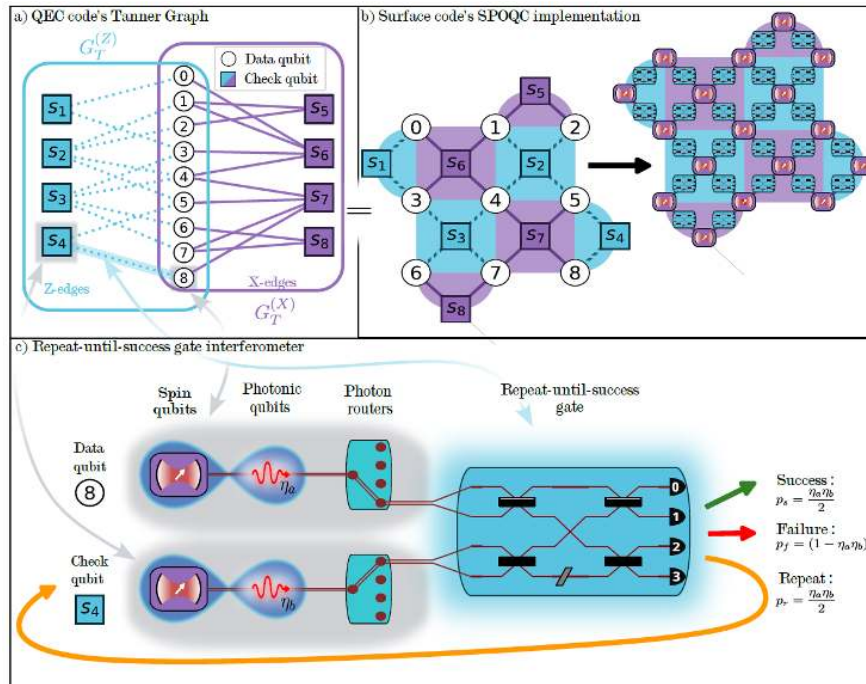 a) QEC code's Tanner Graph
G_T^{(Z)}
Data qubit
Check qubit
0
1
2
3
4
5
6
7
8
S1
S2
S3
S4
S5
S6
S7
S8
Z-edges
X-edges
G_T^{(X)}
=
b) Surface code's SPOQC implementation
S5
0
1
2
S1
S6
S2
3
4
5
S3
S7
S4
6
7
8
S8
c) Repeat-until-success gate interferometer
Spin qubits
Photonic qubits
Photon routers
Repeat-until-success gate
Data qubit
8
η_a
Check qubit
S4
η_b
0
1
2
3
Success:
p_s = η_aη_b/2
Failure:
p_f = (1 − η_aη_b)
Repeat:
p_r = η_aη_b/2